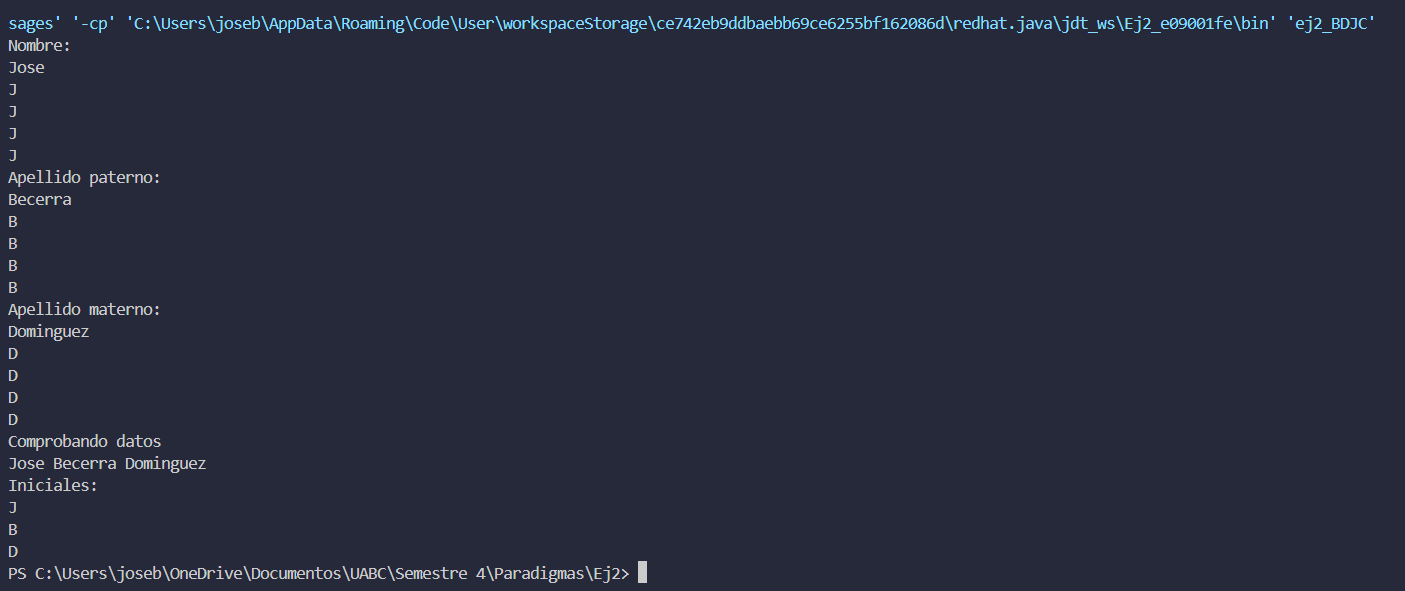 sages' '-cp' 'C:\Users\joseb\AppData\Roaming\Code\User\workspaceStorage\ce742eb9ddbaebb69ce6255bf162086d\redhat.java\jdt_ws\Ej2_e09001fe\bin' 'ej2_BDJC'
Nombre:
Jose
J
J
J
J
Apellido paterno:
Becerra
B
B
B
B
Apellido materno:
Dominguez
D
D
D
D
Comprobando datos
Jose Becerra Dominguez
Iniciales:
J
B
D
PS C:\Users\joseb\OneDrive\Documentos\UABC\Semestre 4\Paradigmas\Ej2>